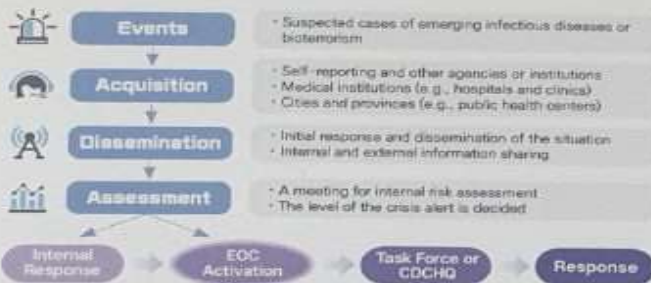 Events
· Suspected cases of emerging infectious diseases or
bioterrorism
Acquisition
· Self-reporting and other agencies or institutions
· Medical institutions (e.g., hospitals and clinics)
· Cities and provinces (e.g., public health centers)
Dissemination
· Initial response and dissemination of the situation
· Internal and external information sharing
Assessment
· A meeting for internal risk assessment
· The level of the crisis alert is decided
Internal
Response
EOC
Activation
Task Force or
CDCHQ
Response